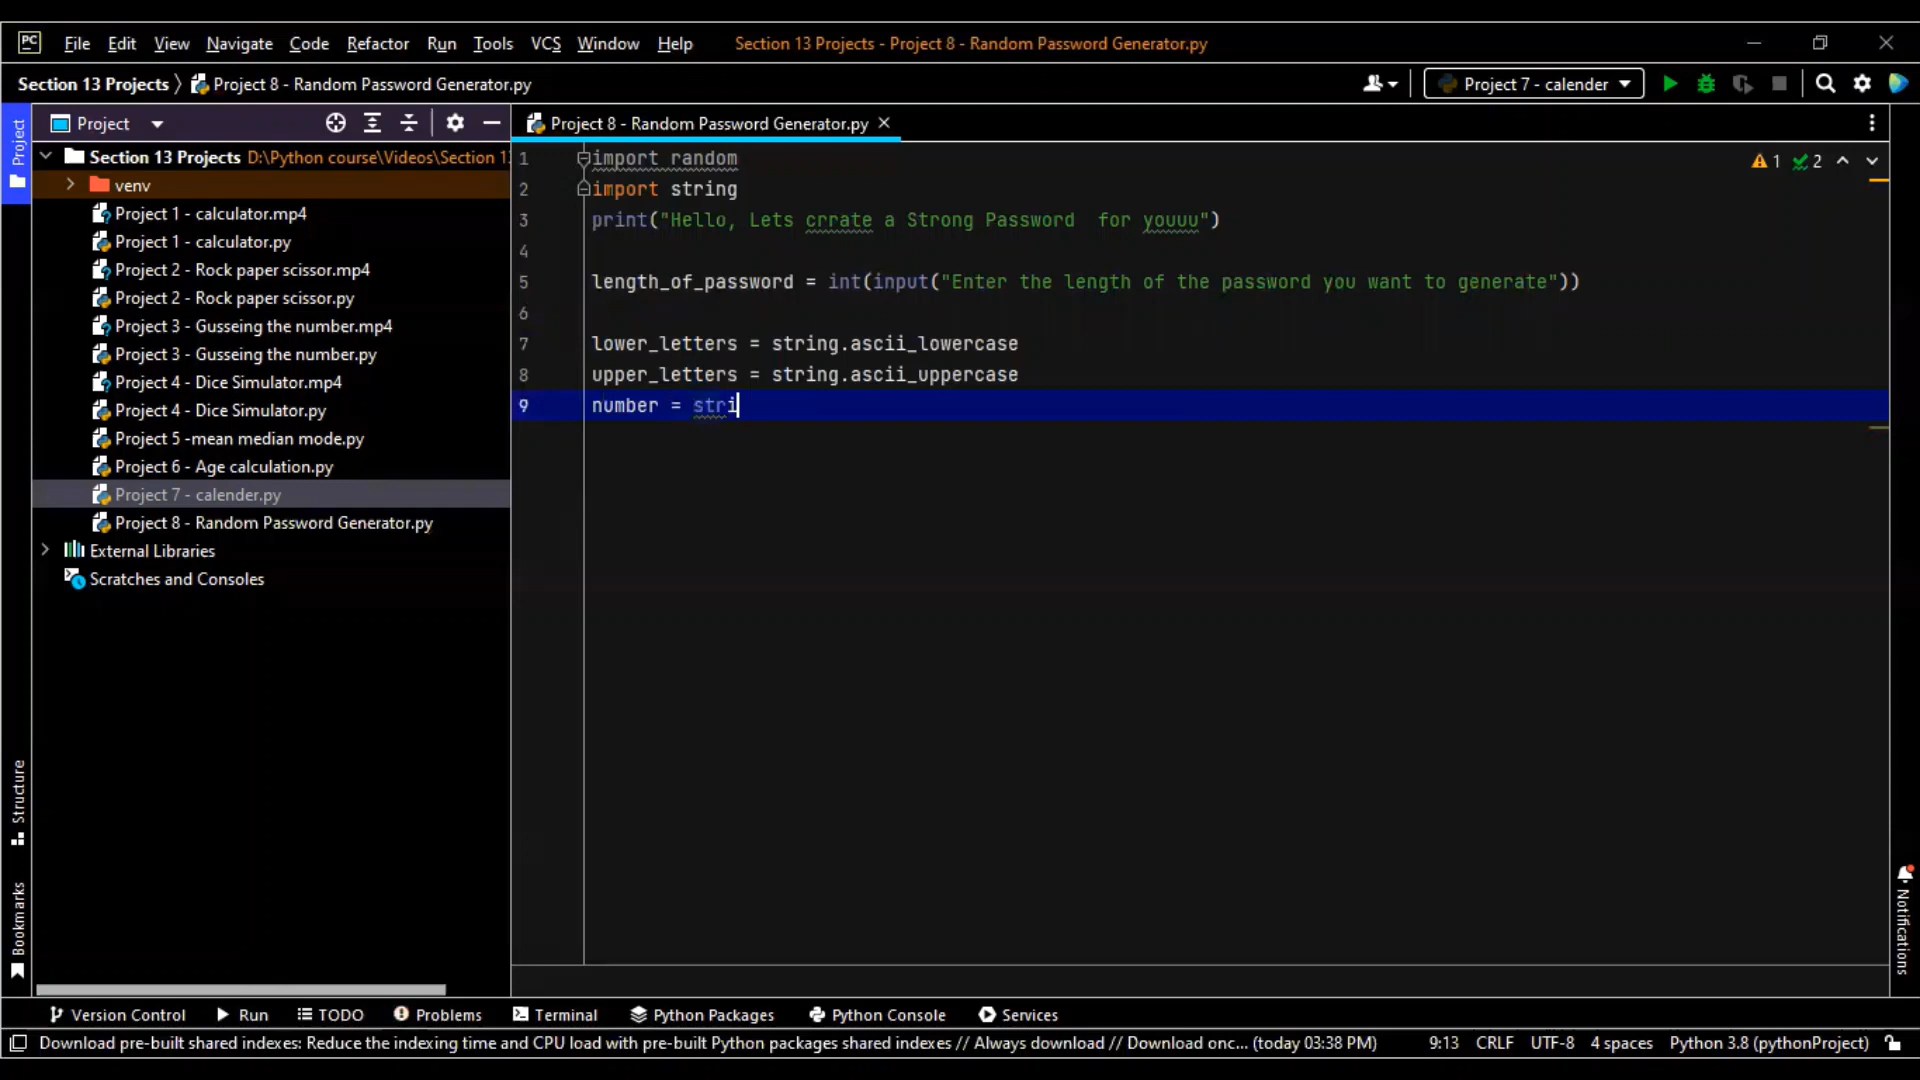 PC File Edit View Navigate Code Refactor Run Tools VCS Window Help Section 13 Projects - Project 8 - Random Password Generator.py
Section 13 Projects Project 8 - Random Password Generator.py Project 7 - calender
Project
Project
Project 8 - Random Password Generator.py
Section 13 Projects D:\Python course\Videos\Section 1
venv
Project 1 - calculator.mp4
Project 1 - calculator.py
Project 2 - Rock paper scissor.mp4
Project 2 - Rock paper scissor.py
Project 3 - Gusseing the number.mp4
Project 3 - Gusseing the number.py
Project 4 - Dice Simulator.mp4
Project 4 - Dice Simulator.py
Project 5 -mean median mode.py
Project 6 - Age calculation.py
Project 7 - calender.py
Project 8 - Random Password Generator.py
External Libraries
Scratches and Consoles
1 import random
2 import string
3 print("Hello, Lets crrate a Strong Password  for youuu")
4
5 length_of_password = int(input("Enter the length of the password you want to generate"))
6
7 lower_letters = string.ascii_lowercase
8 upper_letters = string.ascii_uppercase
9 number = stri
1 2
Structure
Bookmarks
Notifications
Version Control Run TODO Problems Terminal Python Packages Python Console Services
Download pre-built shared indexes: Reduce the indexing time and CPU load with pre-built Python packages shared indexes // Always download // Download onc... (today 03:38 PM) 9:13 CRLF UTF-8 4 spaces Python 3.8 (pythonProject)